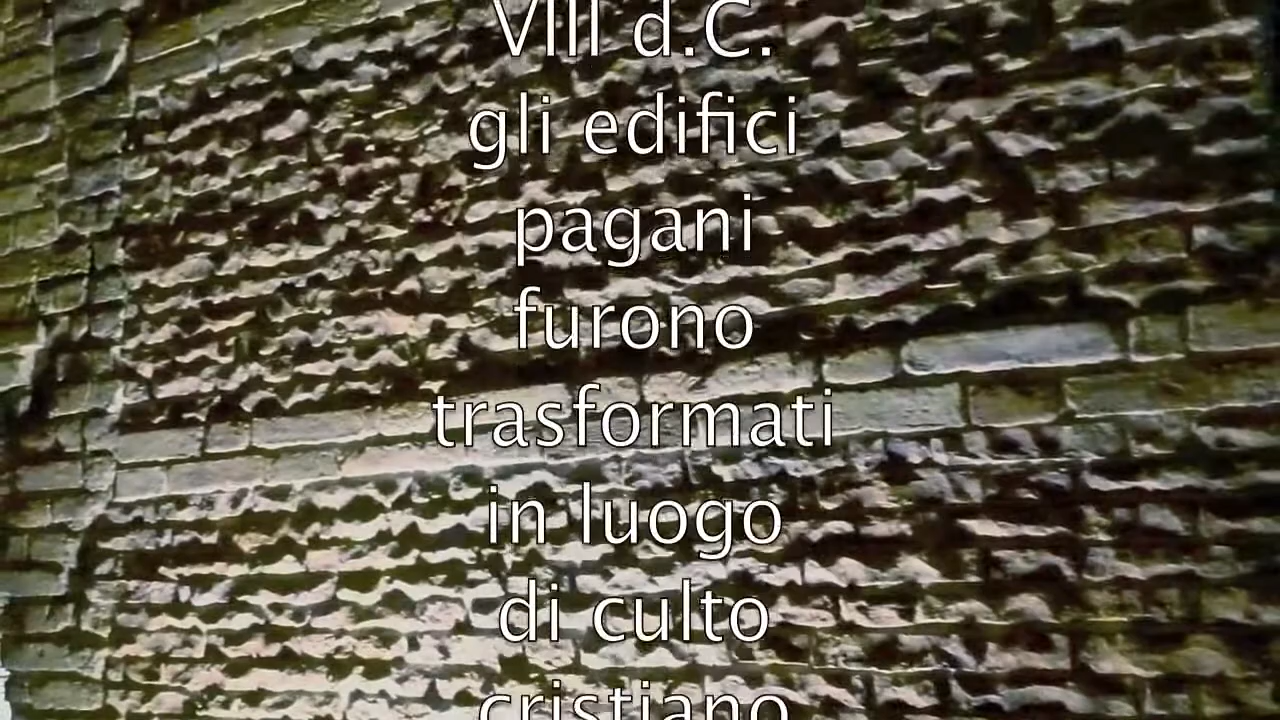 VIII d.C.
gli edifici
pagani
furono
trasformati
in luogo
di culto
cristiano